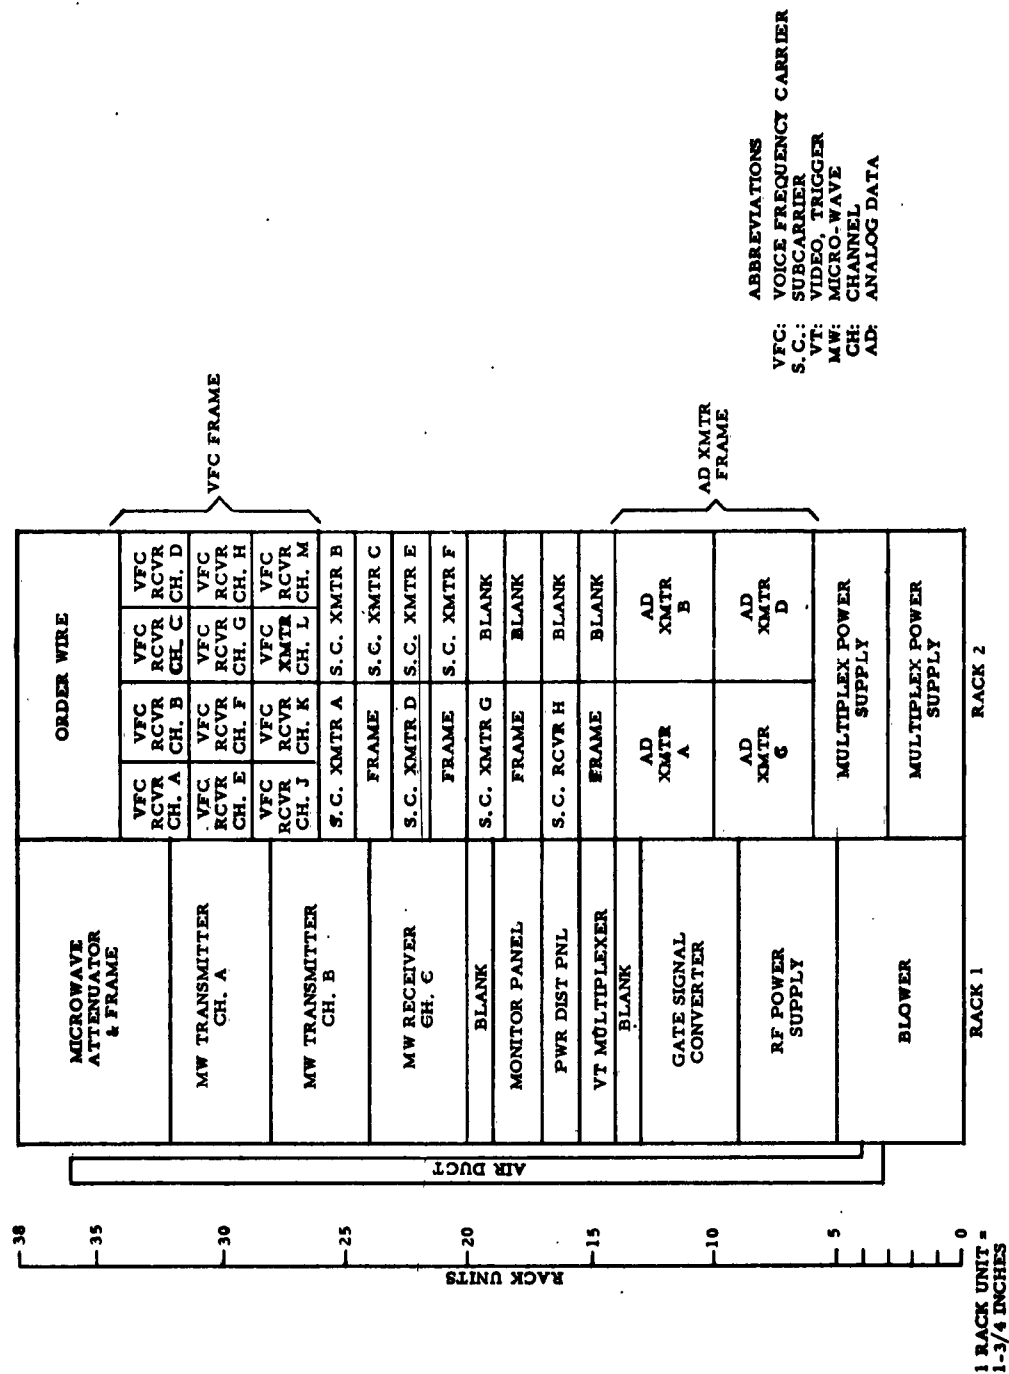 38
35
30
25
20
15
10
5
0
RACK UNITS
1 RACK UNIT =
1-3/4 INCHES
AIR DUCT
MICROWAVE
ATTENUATOR
& FRAME
MW TRANSMITTER
CH. A
MW TRANSMITTER
CH. B
MW RECEIVER
CH. C
BLANK
MONITOR PANEL
PWR DIST PNL
VT MULTIPLEXER
BLANK
GATE SIGNAL
CONVERTER
RF POWER
SUPPLY
BLOWER
RACK 1
ORDER WIRE
VFC
RCVR
CH. A
VFC
RCVR
CH. B
VFC
RCVR
CH. C
VFC
RCVR
CH. D
VFC
RCVR
CH. E
VFC
RCVR
CH. F
VFC
RCVR
CH. G
VFC
RCVR
CH. H
VFC
RCVR
CH. J
VFC
RCVR
CH. K
VFC
XMTR
CH. L
VFC
RCVR
CH. M
S.C. XMTR A
S.C. XMTR B
FRAME
S.C. XMTR C
S.C. XMTR D
S.C. XMTR E
FRAME
S.C. XMTR F
S.C. XMTR G
BLANK
FRAME
BLANK
S.C. RCVR H
BLANK
FRAME
BLANK
AD
XMTR
A
AD
XMTR
B
AD
XMTR
C
AD
XMTR
D
MULTIPLEX POWER
SUPPLY
MULTIPLEX POWER
SUPPLY
RACK 2
VFC FRAME
AD XMTR
FRAME
ABBREVIATIONS
VFC: VOICE FREQUENCY CARRIER
S.C.: SUBCARRIER
VT: VIDEO, TRIGGER
MW: MICRO-WAVE
CH: CHANNEL
AD: ANALOG DATA